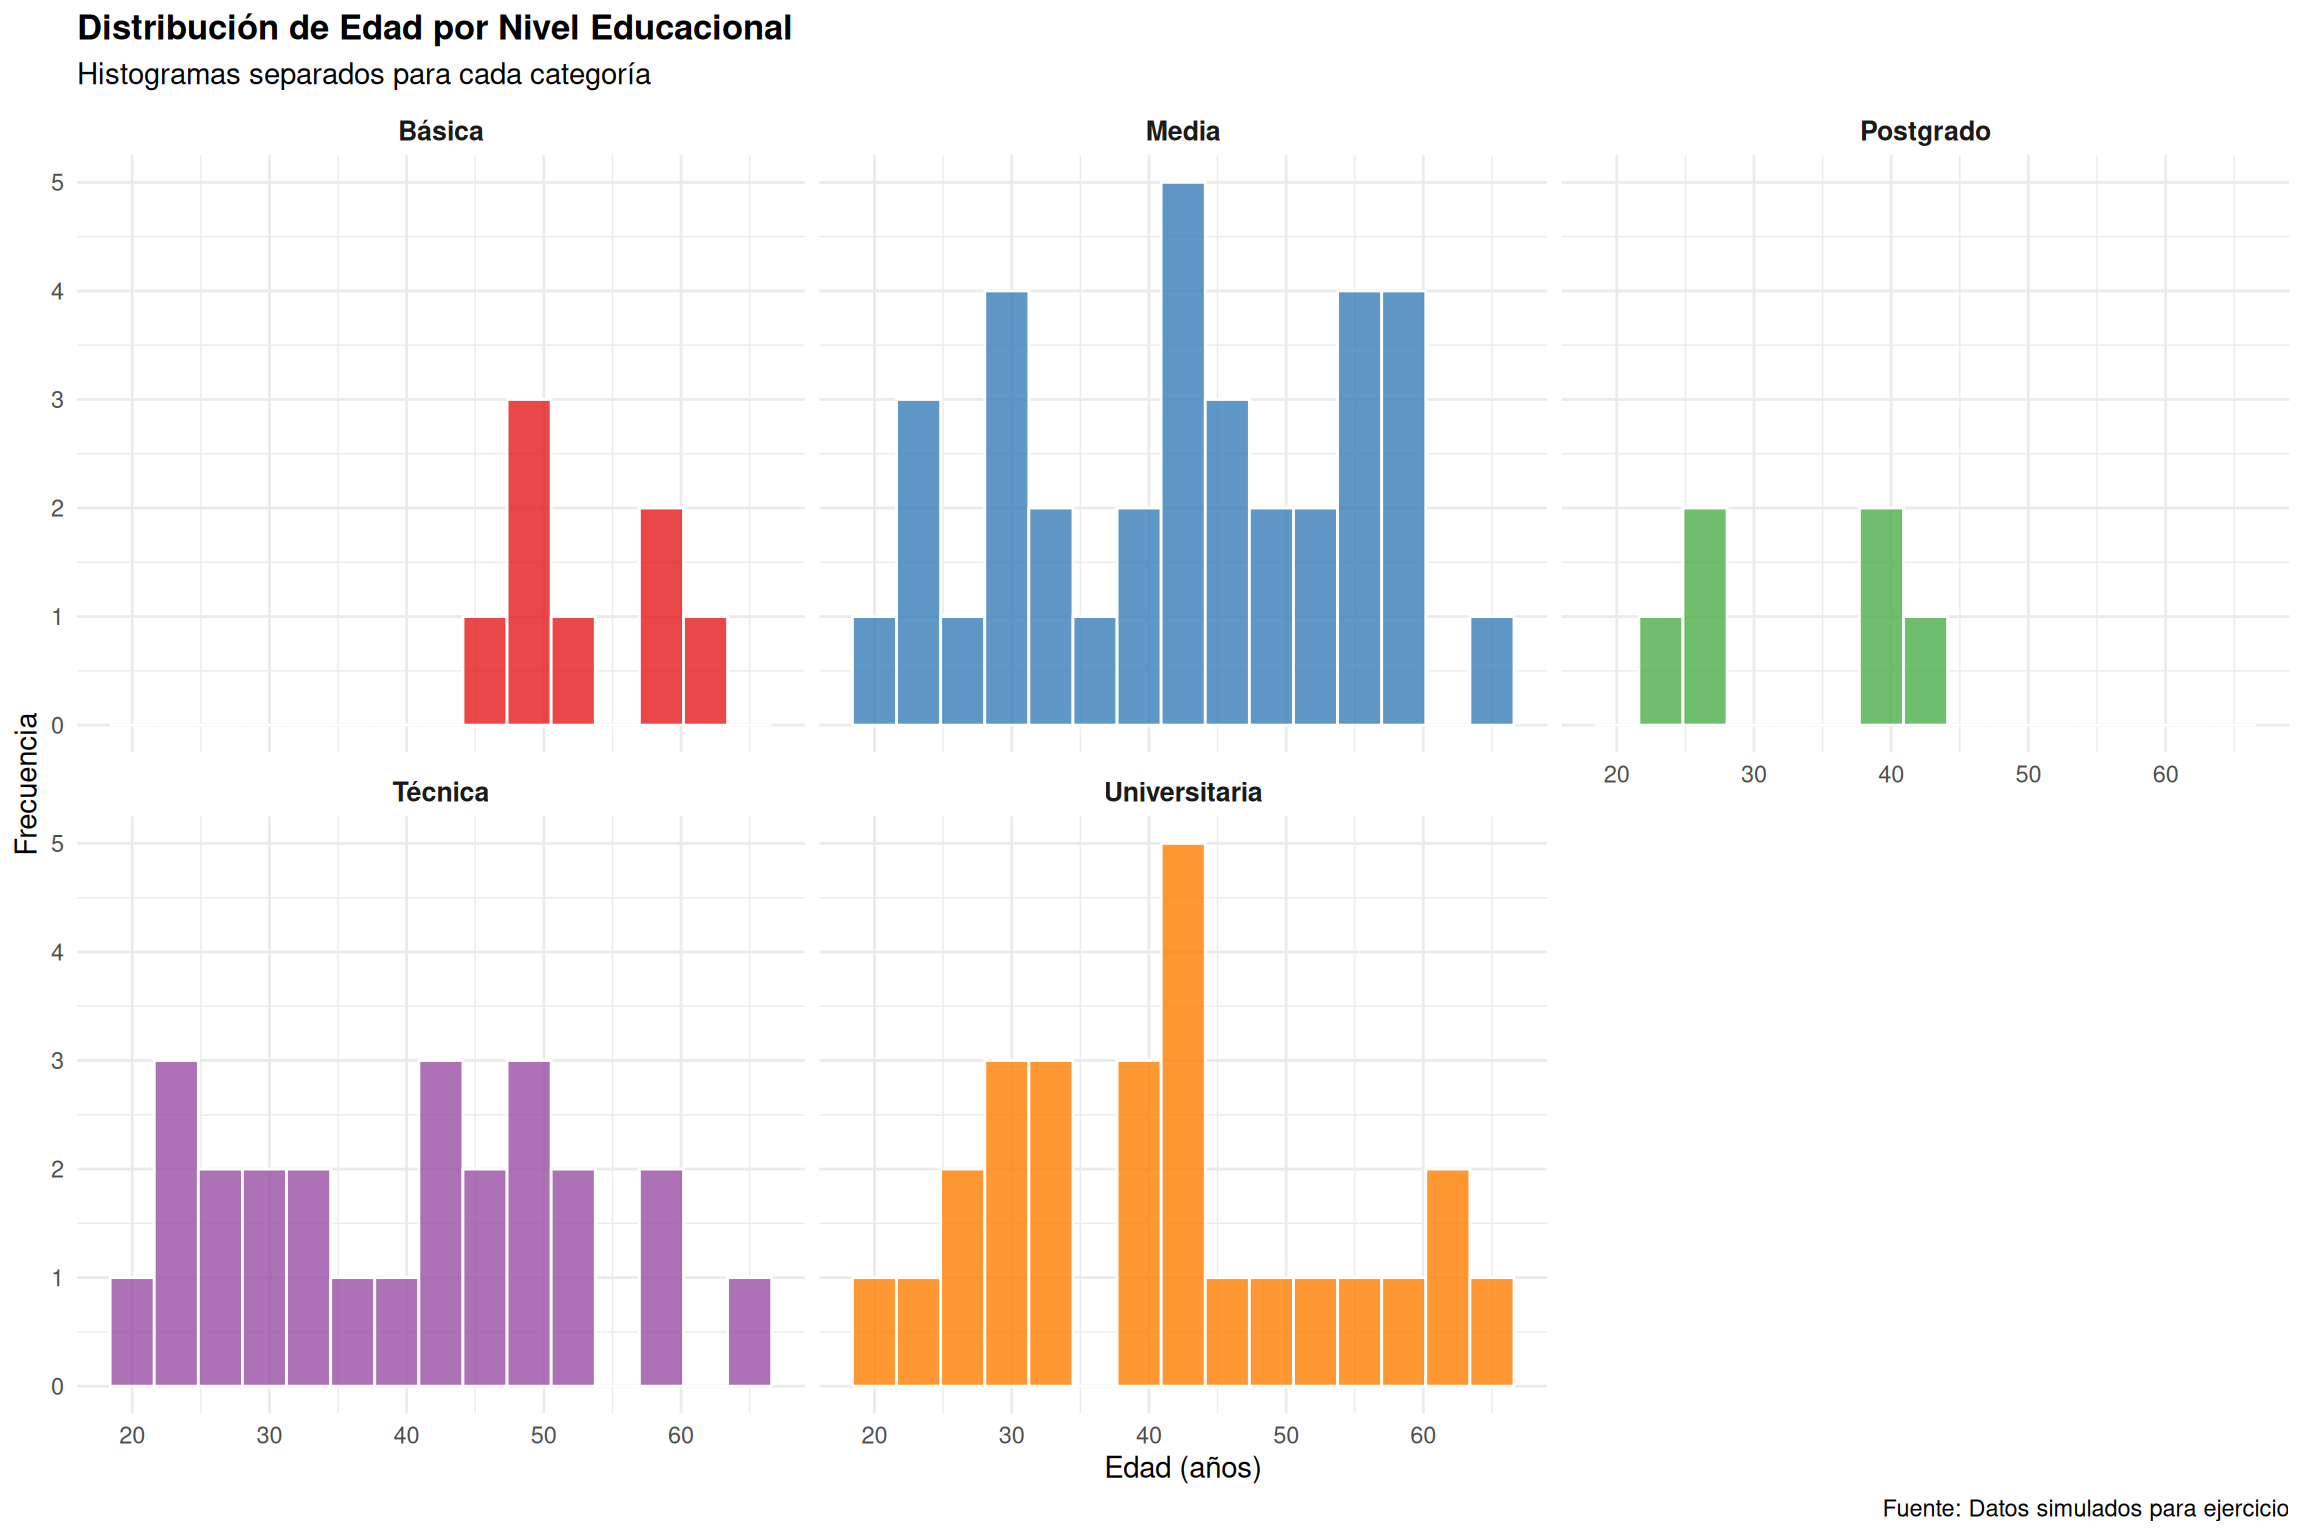 Distribución de Edad por Nivel Educacional
Histogramas separados para cada categoría
Básica
Media
Postgrado
5
4
3
2
1
0
20 30 40 50 60
Frecuencia
Técnica
Universitaria
5
4
3
2
1
0
20 30 40 50 60
20 30 40 50 60
Edad (años)
Fuente: Datos simulados para ejercicio